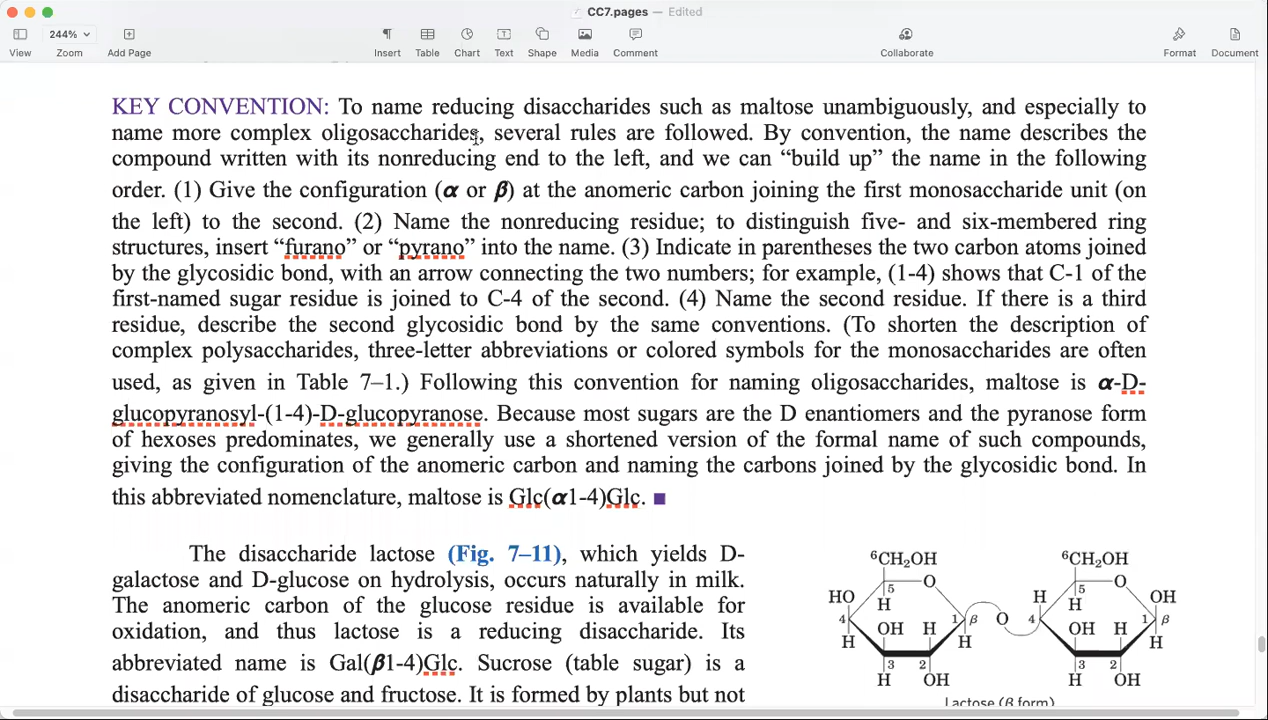 CC7.pages — Edited
View
244%
Zoom
Add Page
Insert
Table
Chart
Text
Shape
Media
Comment
Collaborate
Format
Document
KEY CONVENTION: To name reducing disaccharides such as maltose unambiguously, and especially to
name more complex oligosaccharides, several rules are followed. By convention, the name describes the
compound written with its nonreducing end to the left, and we can “build up” the name in the following
order. (1) Give the configuration (α or β) at the anomeric carbon joining the first monosaccharide unit (on
the left) to the second. (2) Name the nonreducing residue; to distinguish five- and six-membered ring
structures, insert “furano” or “pyrano” into the name. (3) Indicate in parentheses the two carbon atoms joined
by the glycosidic bond, with an arrow connecting the two numbers; for example, (1-4) shows that C-1 of the
first-named sugar residue is joined to C-4 of the second. (4) Name the second residue. If there is a third
residue, describe the second glycosidic bond by the same conventions. (To shorten the description of
complex polysaccharides, three-letter abbreviations or colored symbols for the monosaccharides are often
used, as given in Table 7–1.) Following this convention for naming oligosaccharides, maltose is α-D-
glucopyranosyl-(1-4)-D-glucopyranose. Because most sugars are the D enantiomers and the pyranose form
of hexoses predominates, we generally use a shortened version of the formal name of such compounds,
giving the configuration of the anomeric carbon and naming the carbons joined by the glycosidic bond. In
this abbreviated nomenclature, maltose is Glc(α1-4)Glc. ■
The disaccharide lactose (Fig. 7–11), which yields D-
galactose and D-glucose on hydrolysis, occurs naturally in milk.
The anomeric carbon of the glucose residue is available for
oxidation, and thus lactose is a reducing disaccharide. Its
abbreviated name is Gal(β1-4)Glc. Sucrose (table sugar) is a
disaccharide of glucose and fructose. It is formed by plants but not
⁶CH₂OH ⁶CH₂OH
5 O 5 O
HO H H H OH
4 1 β O 4 1 β
H OH H H OH H H
3 2 3 2
H OH H OH
Lactose (β form)